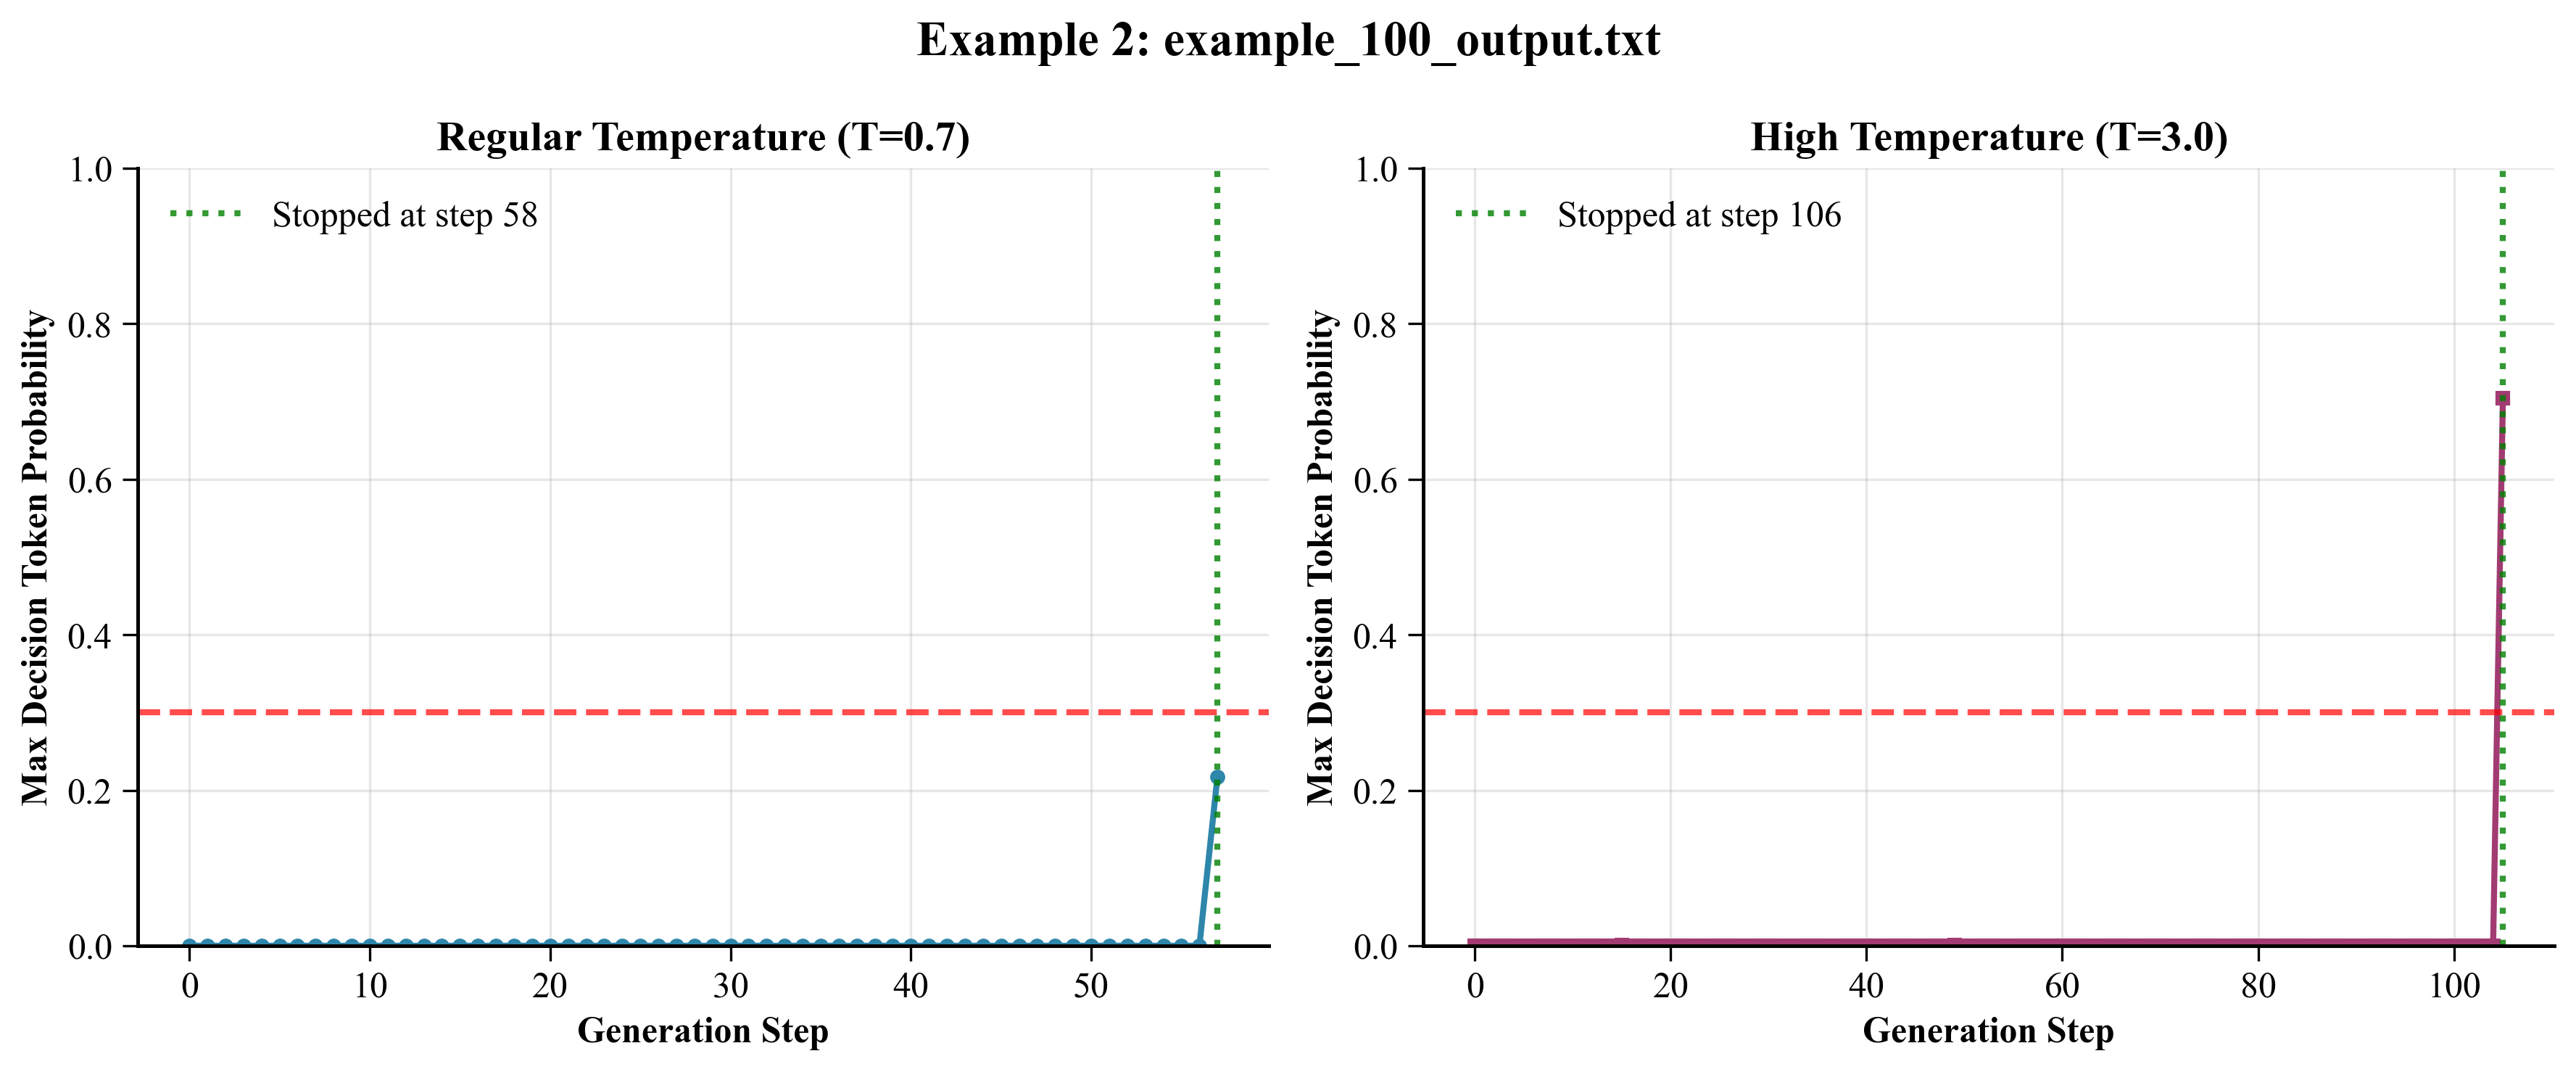 Example 2: example_100_output.txt
Regular Temperature (T=0.7)
Stopped at step 58
Max Decision Token Probability
1.0
0.8
0.6
0.4
0.2
0.0
0 10 20 30 40 50
Generation Step
High Temperature (T=3.0)
Stopped at step 106
Max Decision Token Probability
1.0
0.8
0.6
0.4
0.2
0.0
0 20 40 60 80 100
Generation Step